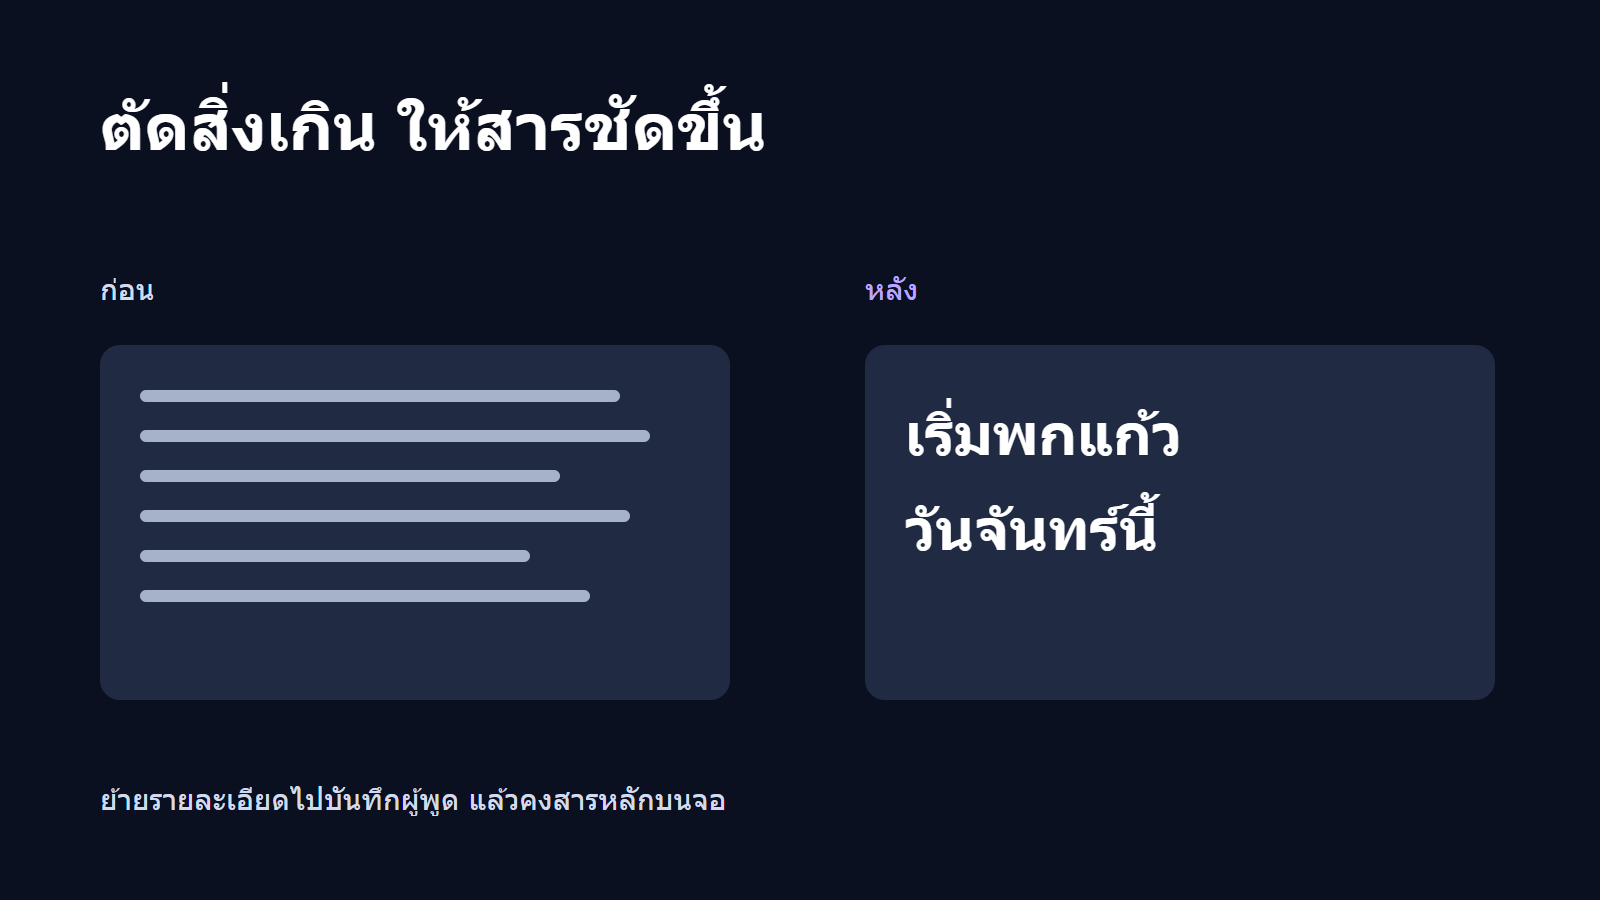 ตัดสิ่งเกิน ให้สารชัดขึ้น
ก่อน
หลัง
เริ่มพกแก้ว
วันจันทร์นี้
ย้ายรายละเอียดไปบันทึกผู้พูด แล้วคงสารหลักบนจอ